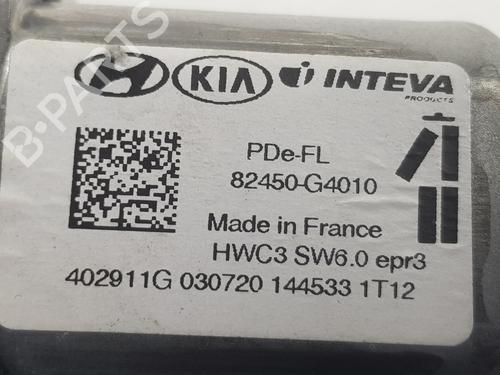 B-PARTS
KIA INTEVA
PRODUCTS
PDe-FL
82450-G4010
Made in France
HWC3 SW6.0 epr3
402911G 030720 144533 1T12